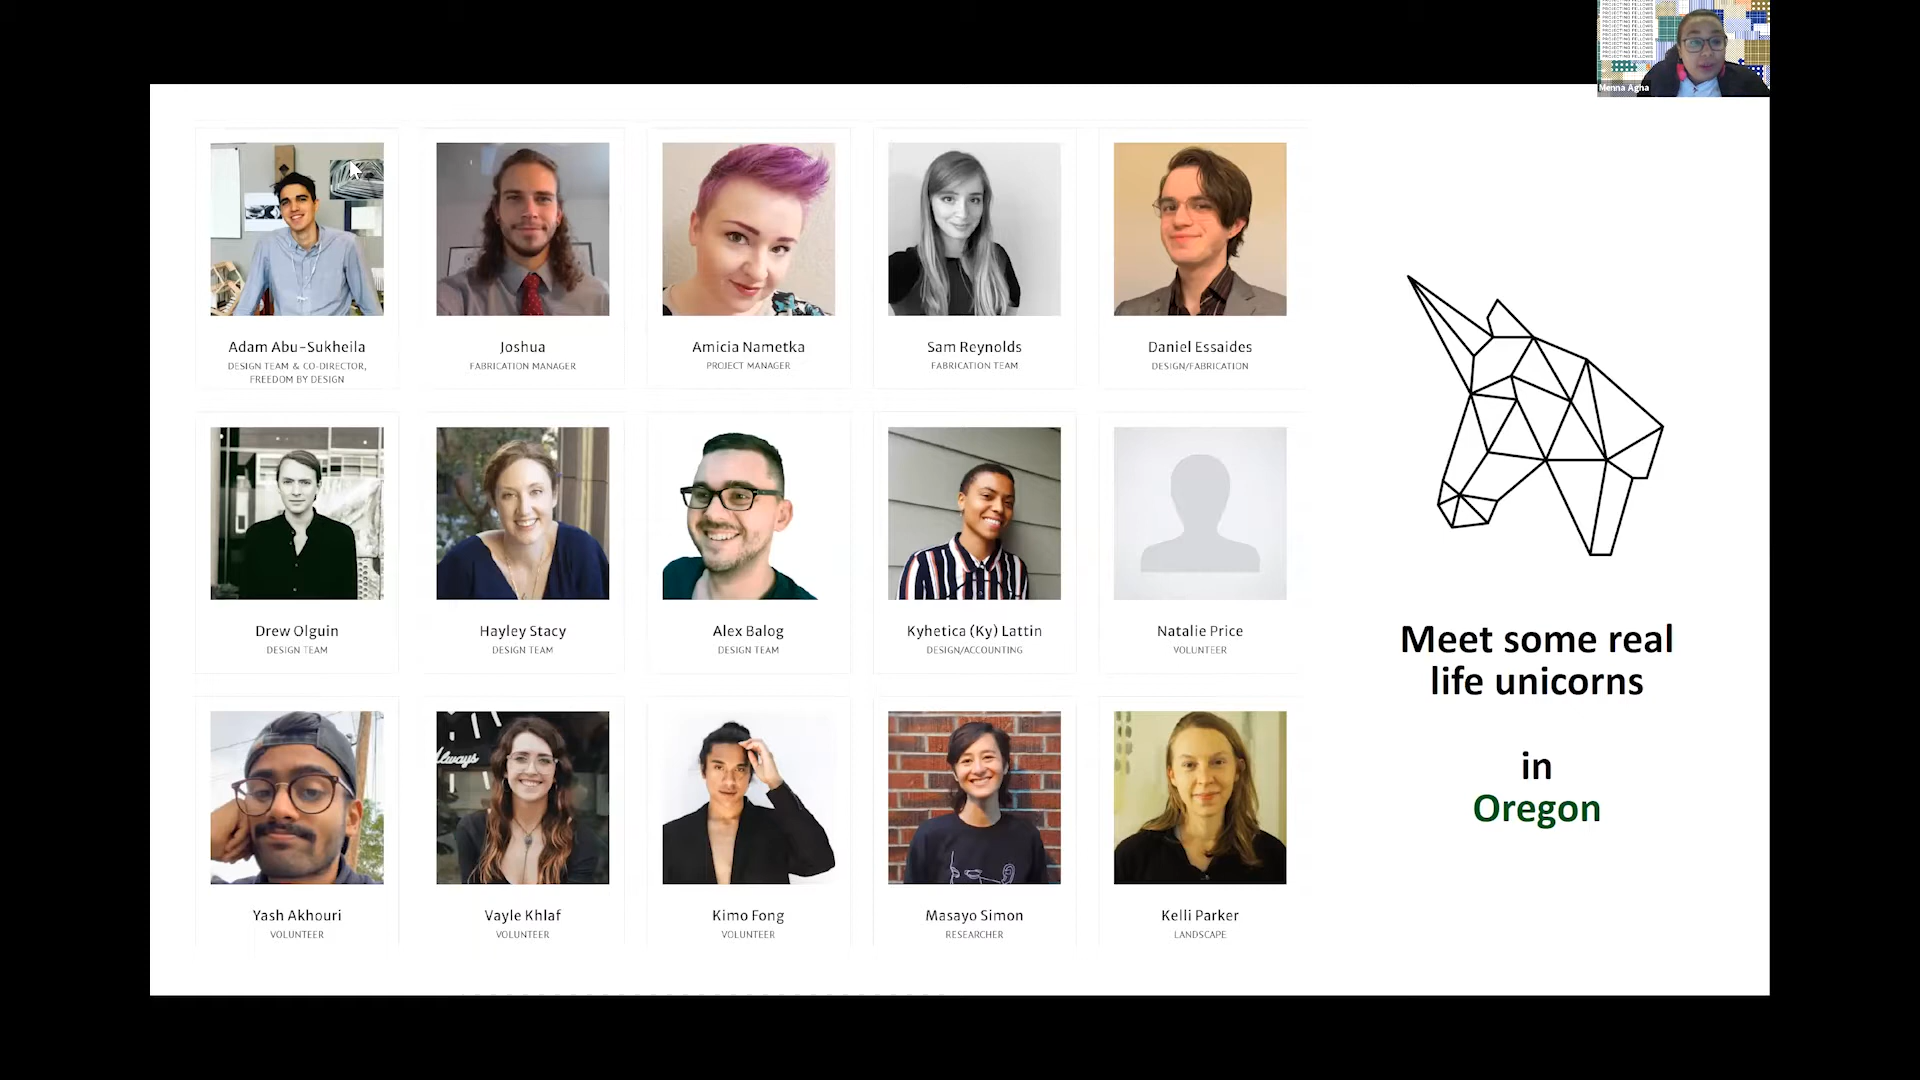 PROJECTING FELLOWS
Menna Agha
Adam Abu-Sukheila
DESIGN TEAM & CO-DIRECTOR,
FREEDOM BY DESIGN
Joshua
FABRICATION MANAGER
Amicia Nametka
PROJECT MANAGER
Sam Reynolds
FABRICATION TEAM
Daniel Essaides
DESIGN/FABRICATION
Drew Olguin
DESIGN TEAM
Hayley Stacy
DESIGN TEAM
Alex Balog
DESIGN TEAM
Kyhetica (Ky) Lattin
DESIGN/ACCOUNTING
Natalie Price
VOLUNTEER
Always
Yash Akhouri
VOLUNTEER
Vayle Khlaf
VOLUNTEER
Kimo Fong
VOLUNTEER
Masayo Simon
RESEARCHER
Kelli Parker
LANDSCAPE
Meet some real
life unicorns
in
Oregon